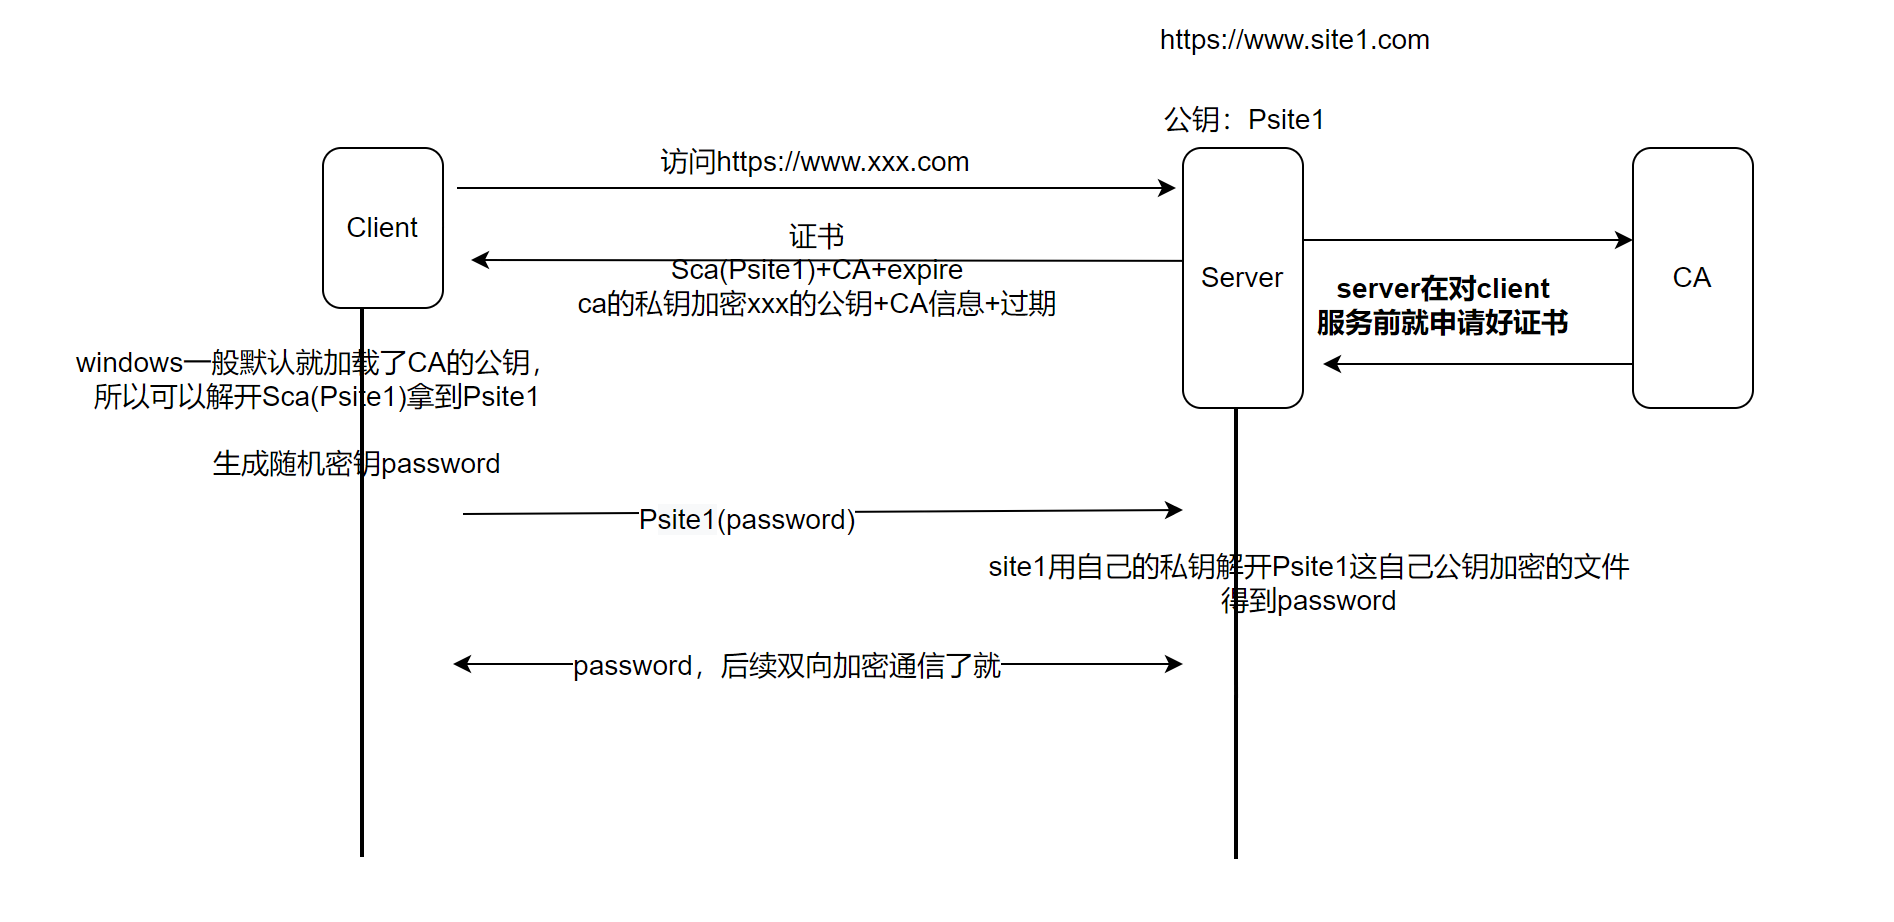 https://www.site1.com
公钥：Psite1
访问https://www.xxx.com
Client
证书
Sca(Psite1)+CA+expire
ca的私钥加密xxx的公钥+CA信息+过期
Server
CA
server在对client
服务前就申请好证书
windows一般默认就加载了CA的公钥，
所以可以解开Sca(Psite1)拿到Psite1
生成随机密钥password
Psite1(password)
site1用自己的私钥解开Psite1这自己公钥加密的文件
得到password
password，后续双向加密通信了就